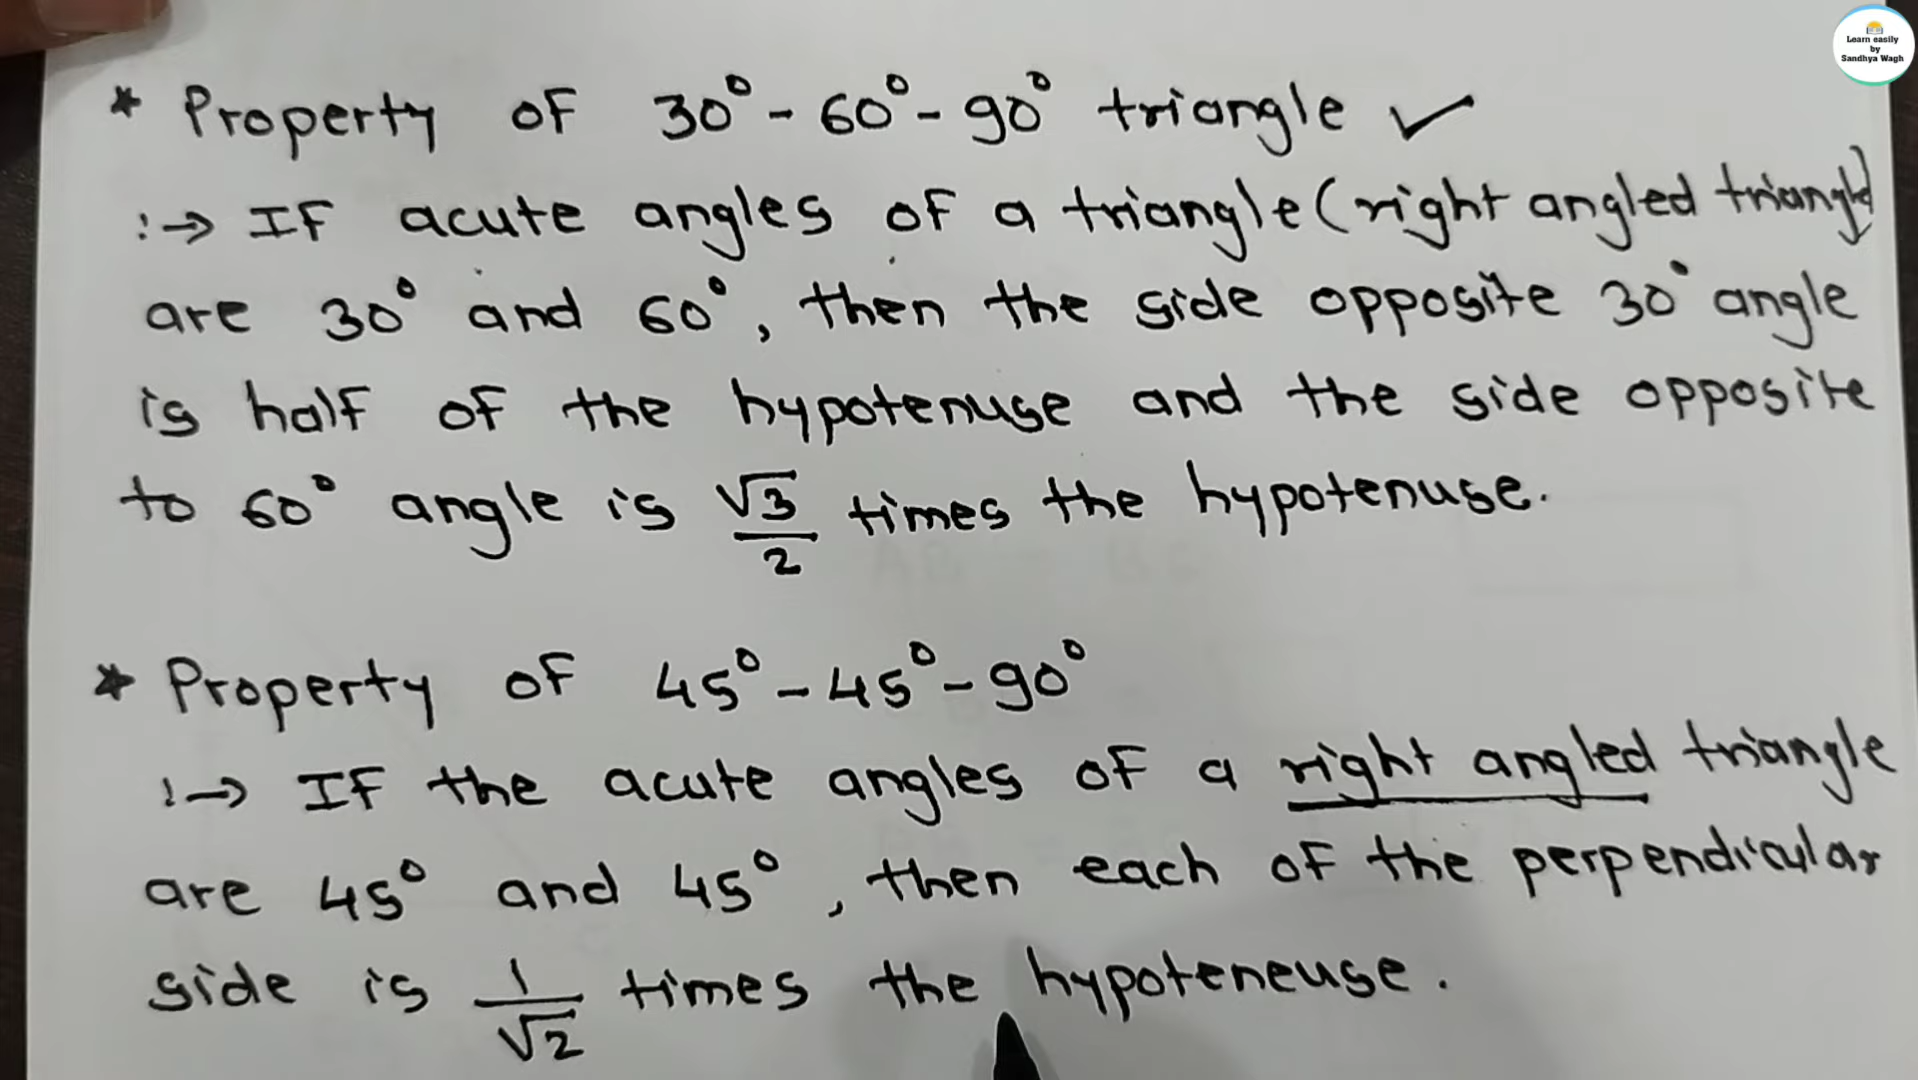 Learn easily
by
Sandhya Wagh
* Property of 30° - 60° - 90° triangle ✓
:→ If acute angles of a triangle (right angled triangle)
are 30° and 60°, then the side opposite 30° angle
is half of the hypotenuse and the side opposite
to 60° angle is √3/2 times the hypotenuse.
* Property of 45° - 45° - 90°
:→ If the acute angles of a right angled triangle
are 45° and 45°, then each of the perpendicular
side is 1/√2 times the hypoteneuse.